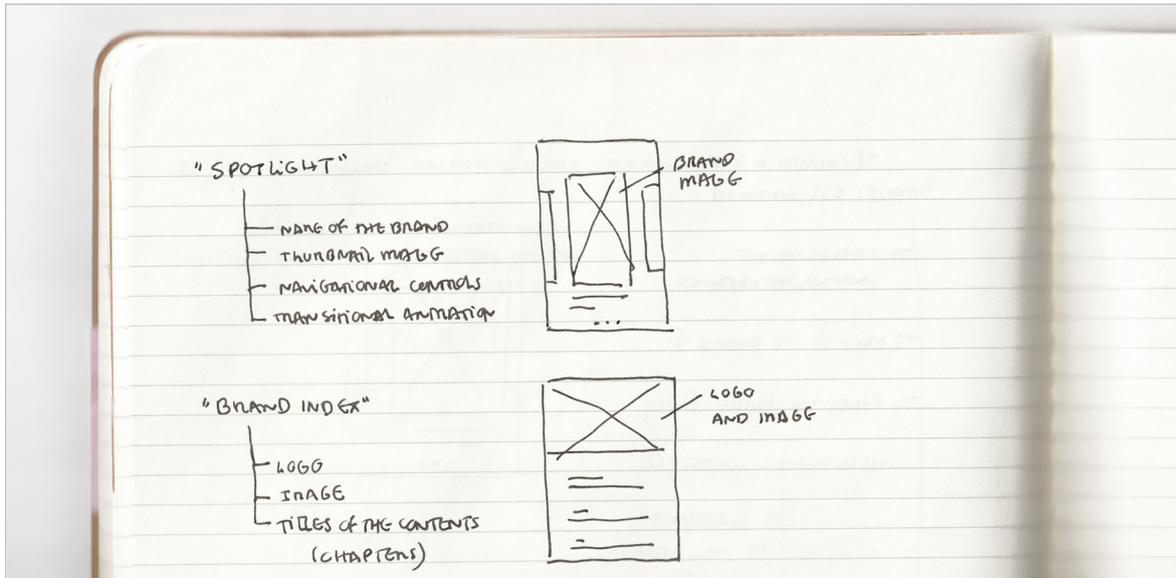 "SPOTLIGHT"
NAME OF THE BRAND
THUMBNAIL IMAGE
NAVIGATIONAL CONTROLS
TRANSITIONAL ANIMATION
BRAND
IMAGE
"BRAND INDEX"
LOGO
IMAGE
TITLES OF THE CONTENTS
(CHAPTERS)
LOGO
AND IMAGE